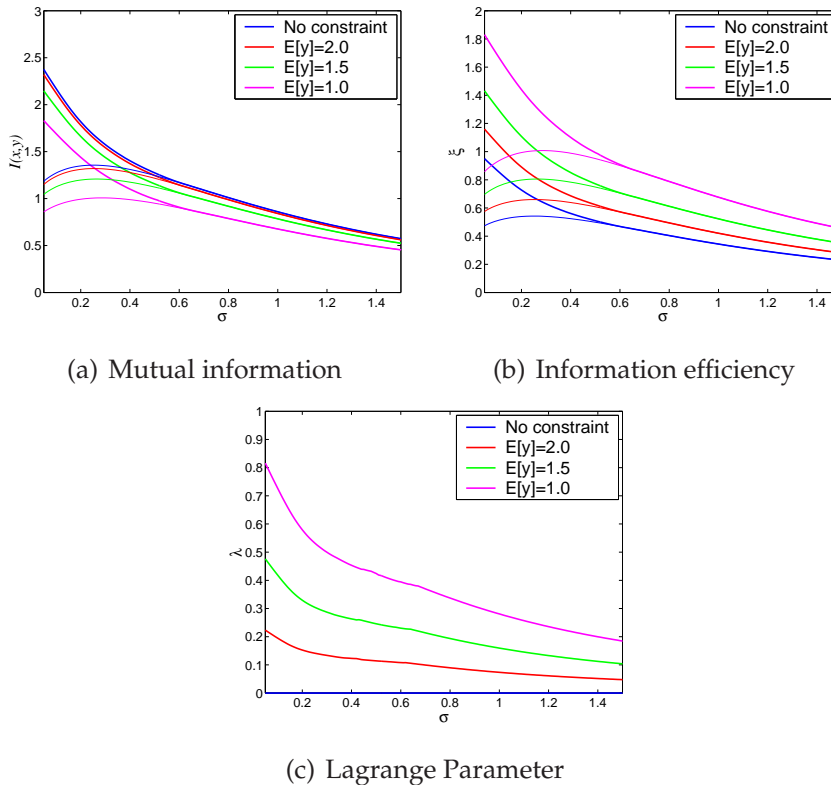 3
2.5
2
1.5
1
0.5
0
I(x,y)
No constraint
E[y]=2.0
E[y]=1.5
E[y]=1.0
0.2 0.4 0.6 0.8 1 1.2 1.4
σ
(a) Mutual information
2
1.8
1.6
1.4
1.2
1
0.8
0.6
0.4
0.2
0
ξ
No constraint
E[y]=2.0
E[y]=1.5
E[y]=1.0
0.2 0.4 0.6 0.8 1 1.2 1.4
σ
(b) Information efficiency
1
0.9
0.8
0.7
0.6
0.5
0.4
0.3
0.2
0.1
0
λ
No constraint
E[y]=2.0
E[y]=1.5
E[y]=1.0
0.2 0.4 0.6 0.8 1 1.2 1.4
σ
(c) Lagrange Parameter